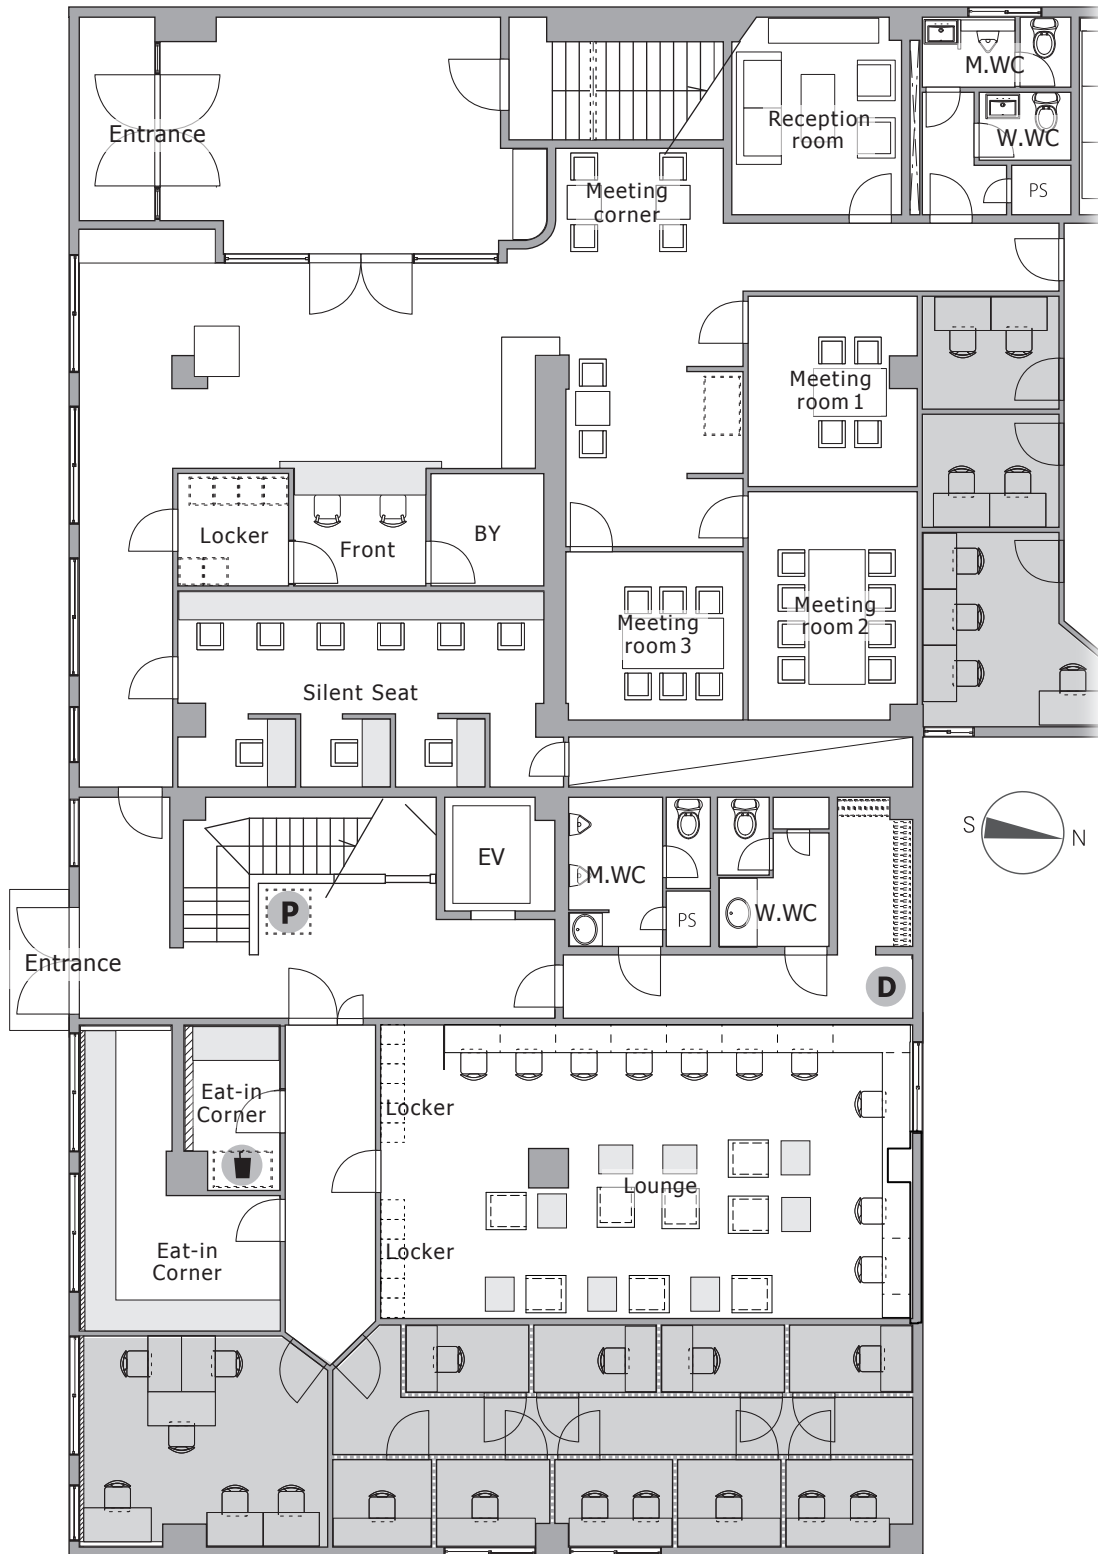 M.WC
Entrance
Reception
room
W.WC
PS
Meeting
corner
Meeting
room 1
Locker
Front
BY
Meeting
room 2
Meeting
room 3
Silent Seat
S
N
EV
M.WC
P
PS
W.WC
Entrance
D
Eat-in
Corner
Locker
Lounge
Eat-in
Corner
Locker